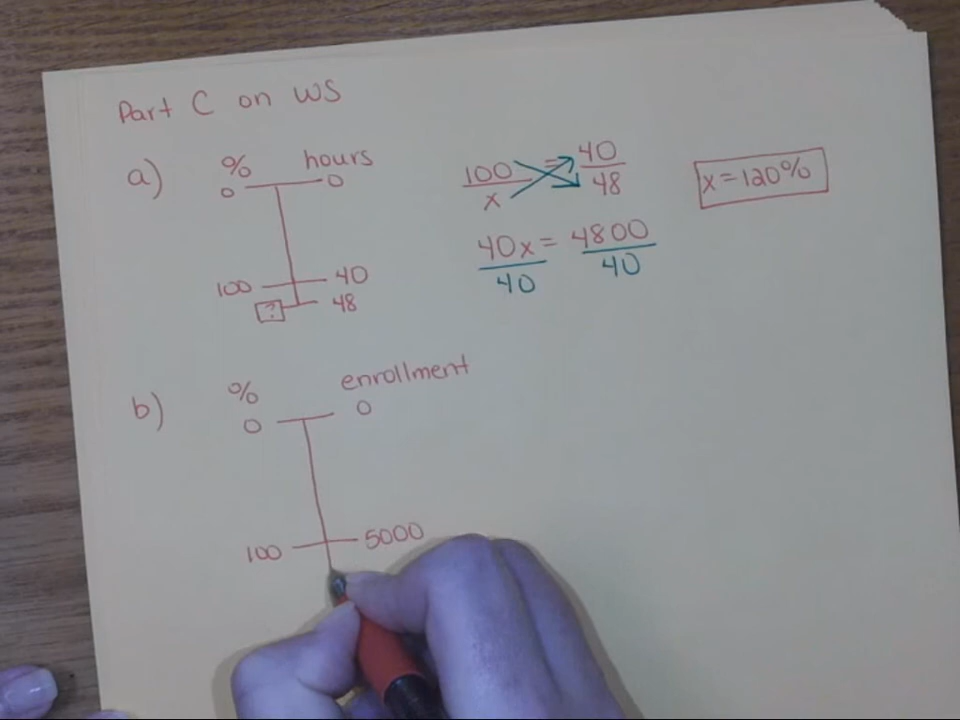 Part C on WS
a) % hours
0 0
100 40
? 48
100/x = 40/48
40x/40 = 4800/40
x = 120%
b) % enrollment
0 0
100 5000